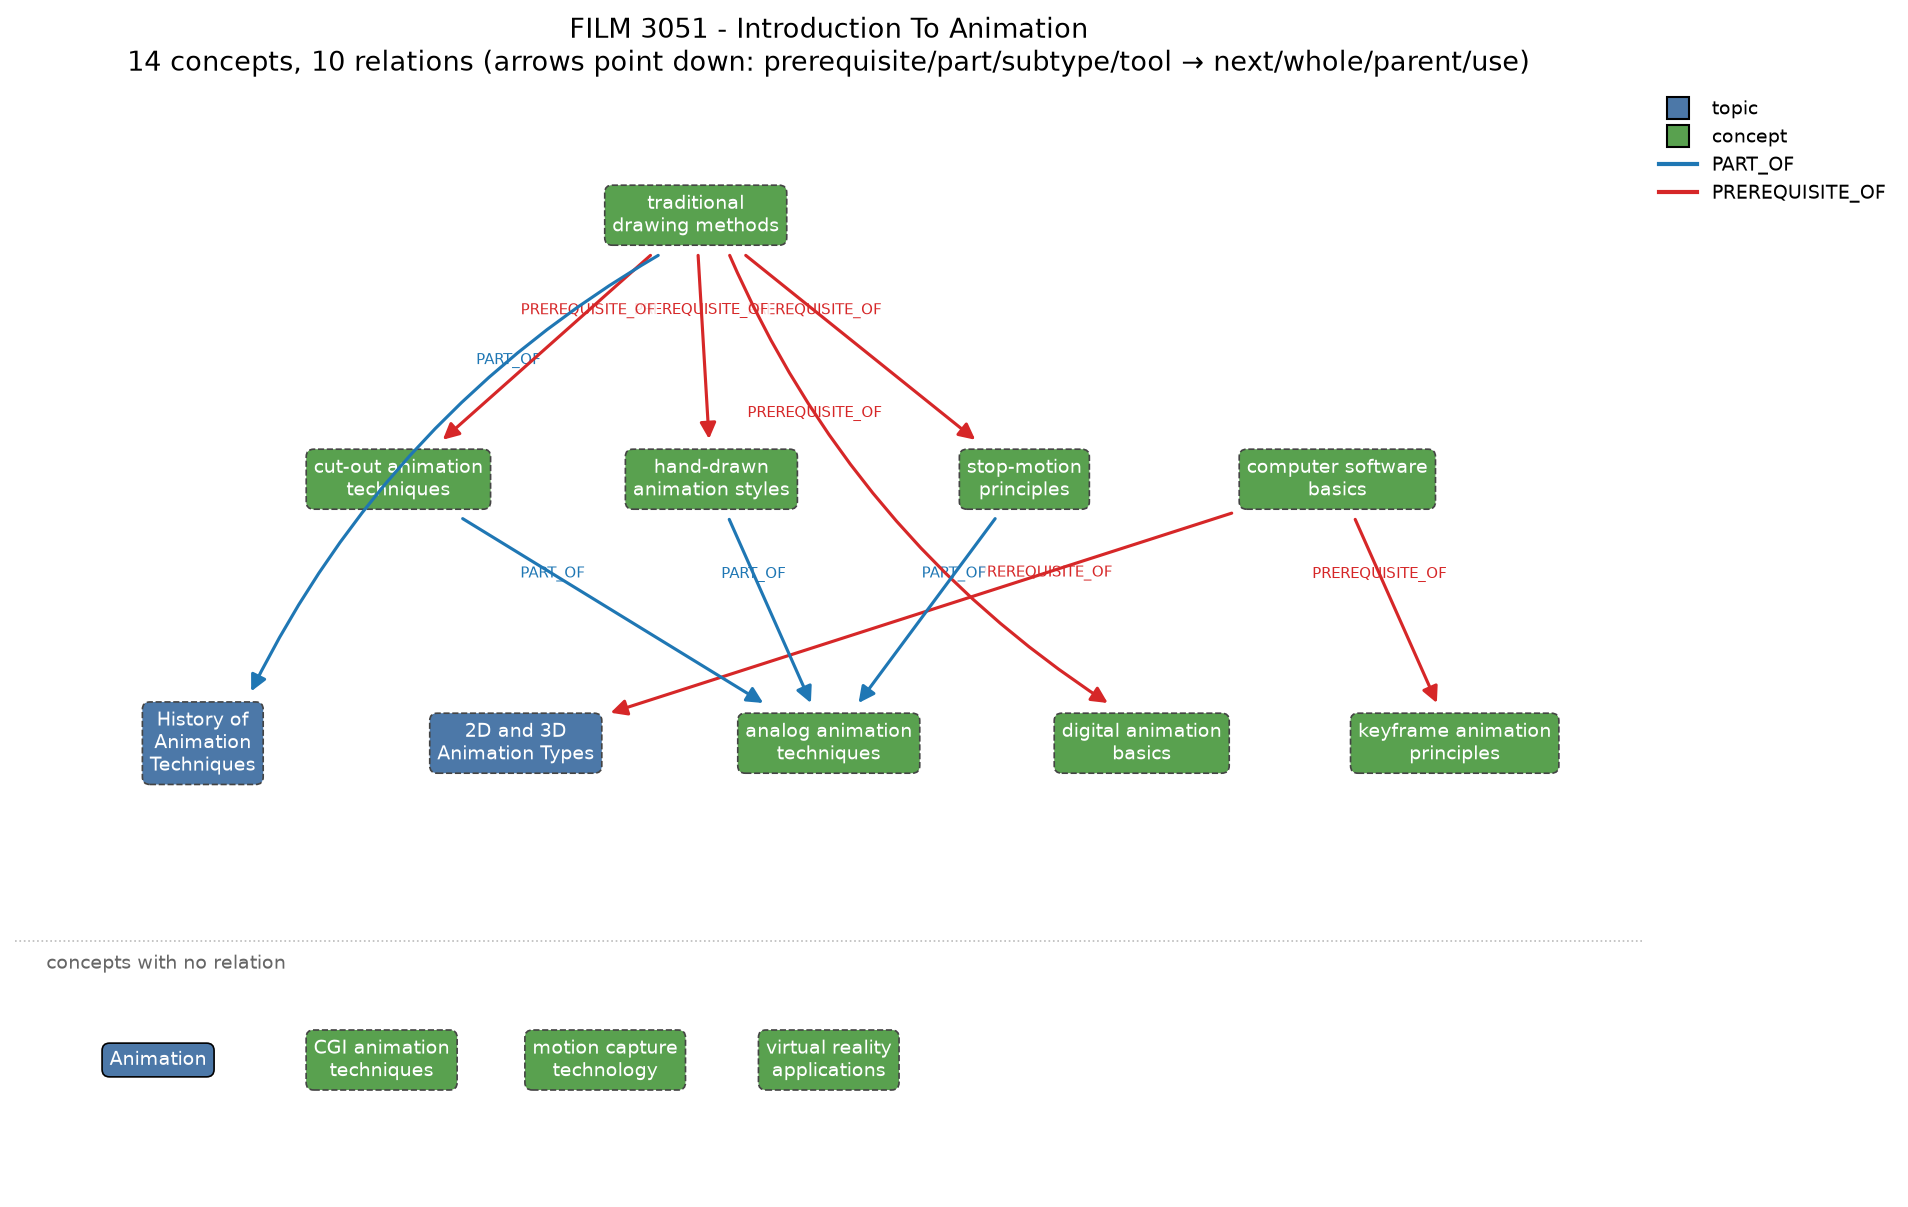 FILM 3051 - Introduction To Animation
14 concepts, 10 relations (arrows point down: prerequisite/part/subtype/tool → next/whole/parent/use)
topic
concept
PART_OF
PREREQUISITE_OF
traditional
drawing methods
PREREQUISITE_OF
EREQUISITE_OF
EREQUISITE_OF
PART_OF
PREREQUISITE_OF
cut-out animation
techniques
hand-drawn
animation styles
stop-motion
principles
computer software
basics
PART_OF
PART_OF
PART_OF
REREQUISITE_OF
PREREQUISITE_OF
History of
Animation
Techniques
2D and 3D
Animation Types
analog animation
techniques
digital animation
basics
keyframe animation
principles
concepts with no relation
Animation
CGI animation
techniques
motion capture
technology
virtual reality
applications